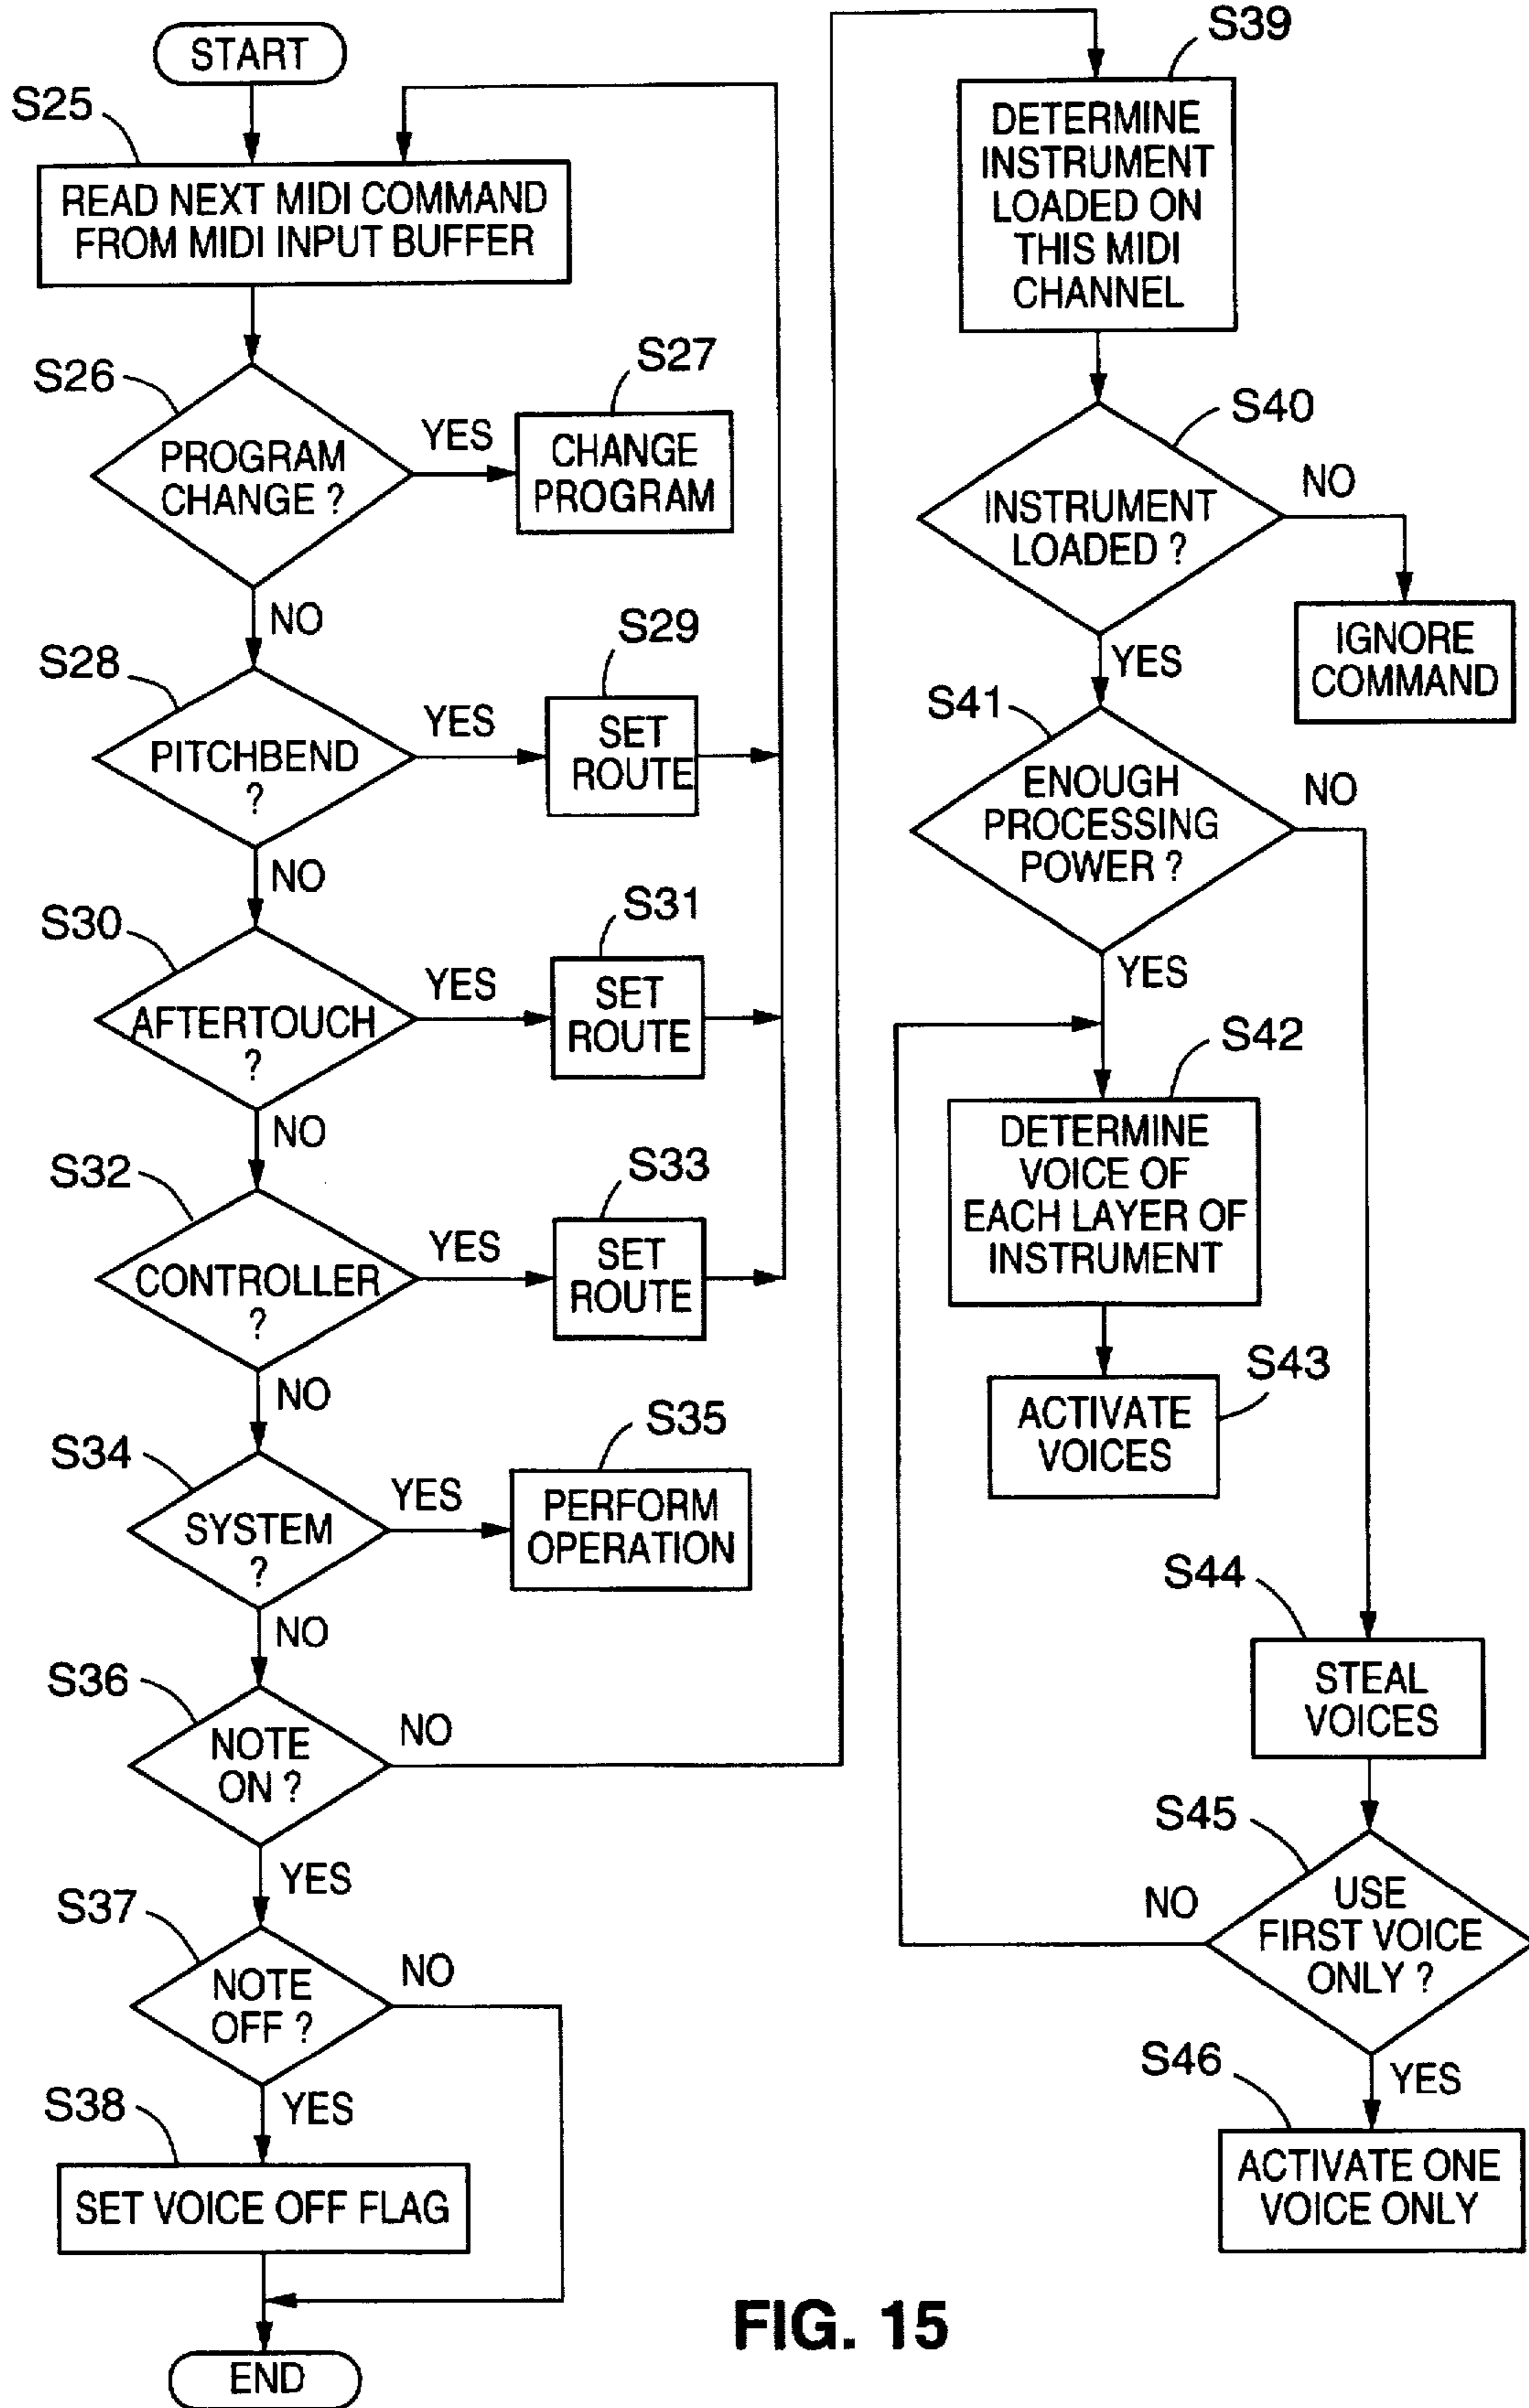 START
S25
READ NEXT MIDI COMMAND
FROM MIDI INPUT BUFFER
S26
PROGRAM
CHANGE ?
YES
S27
CHANGE
PROGRAM
NO
S28
PITCHBEND
?
YES
S29
SET
ROUTE
NO
S30
AFTERTOUCH
?
YES
S31
SET
ROUTE
NO
S32
CONTROLLER
?
YES
S33
SET
ROUTE
NO
S34
SYSTEM
?
YES
S35
PERFORM
OPERATION
NO
S36
NOTE
ON ?
NO
YES
S37
NOTE
OFF ?
NO
YES
S38
SET VOICE OFF FLAG
END
S39
DETERMINE
INSTRUMENT
LOADED ON
THIS MIDI
CHANNEL
S40
INSTRUMENT
LOADED ?
NO
IGNORE
COMMAND
YES
S41
ENOUGH
PROCESSING
POWER ?
NO
YES
S42
DETERMINE
VOICE OF
EACH LAYER OF
INSTRUMENT
S43
ACTIVATE
VOICES
S44
STEAL
VOICES
S45
USE
FIRST VOICE
ONLY ?
NO
YES
S46
ACTIVATE ONE
VOICE ONLY
FIG. 15